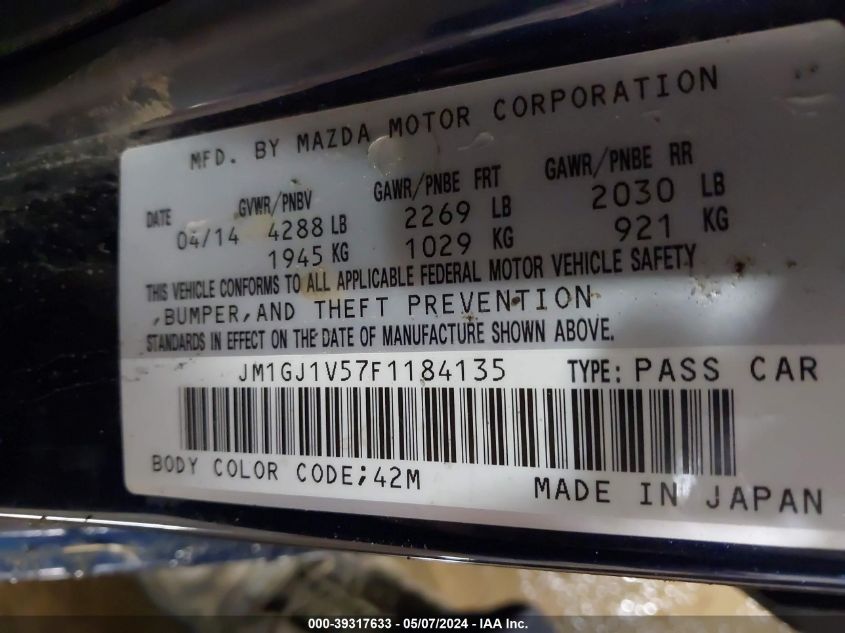 MFD. BY MAZDA MOTOR CORPORATION
DATE GVWR/PNBV GAWR/PNBE FRT GAWR/PNBE RR
04/14 4288 LB 2269 LB 2030 LB
1945 KG 1029 KG 921 KG
THIS VEHICLE CONFORMS TO ALL APPLICABLE FEDERAL MOTOR VEHICLE SAFETY
,BUMPER,AND THEFT PREVENTION
STANDARDS IN EFFECT ON THE DATE OF MANUFACTURE SHOWN ABOVE.
JM1GJ1V57F1184135 TYPE: PASS CAR
BODY COLOR CODE;42M
MADE IN JAPAN
000-39317633 - 05/07/2024 - IAA Inc.